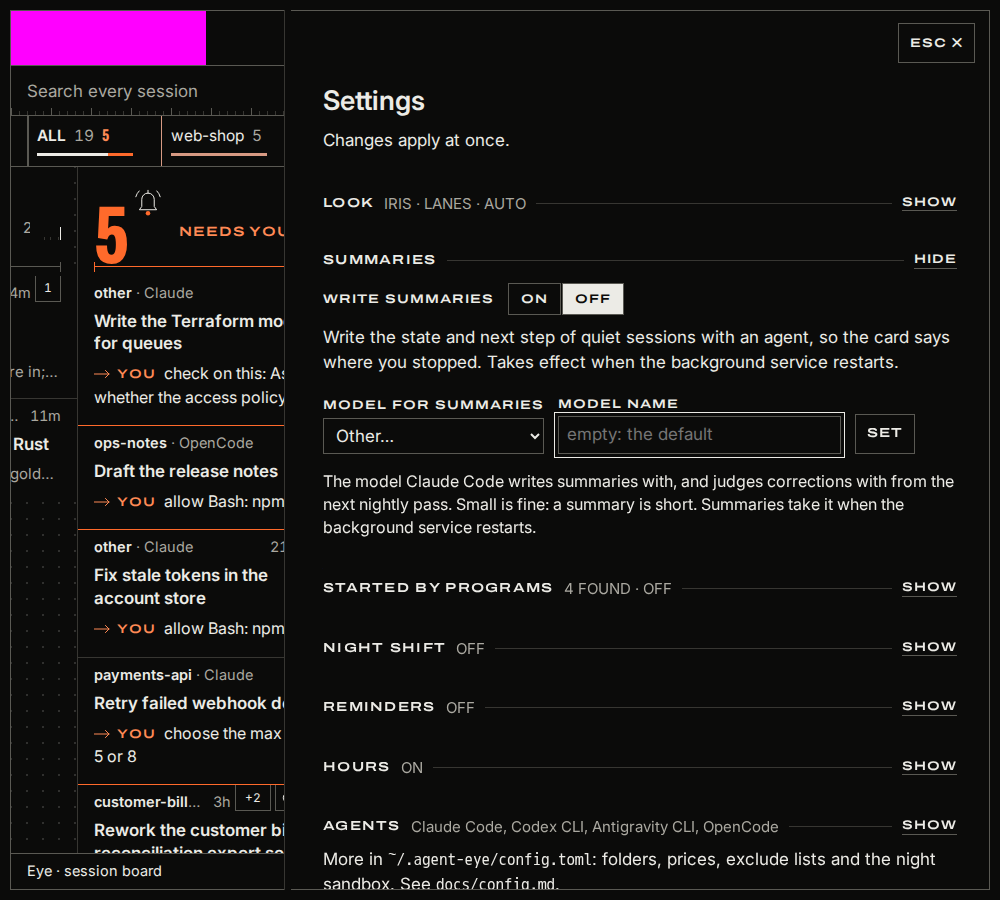 Search every session
ALL 19 5
web-shop 5
2
4m 1
re in;...
.. 11m
Rust
gold...
5 NEEDS YOU
other · Claude
Write the Terraform mo
for queues
→ YOU check on this: As
whether the access policy
ops-notes · OpenCode
Draft the release notes
→ YOU allow Bash: npm
other · Claude 21
Fix stale tokens in the
account store
→ YOU allow Bash: npm
payments-api · Claude
Retry failed webhook de
→ YOU choose the max
5 or 8
customer-bill... 3h +2
Rework the customer bi
reconciliation export so
Eye · session board
ESC ✕
Settings
Changes apply at once.
LOOK IRIS · LANES · AUTO SHOW
SUMMARIES HIDE
WRITE SUMMARIES ON OFF
Write the state and next step of quiet sessions with an agent, so the card says
where you stopped. Takes effect when the background service restarts.
MODEL FOR SUMMARIES MODEL NAME
Other... empty: the default SET
The model Claude Code writes summaries with, and judges corrections with from the
next nightly pass. Small is fine: a summary is short. Summaries take it when the
background service restarts.
STARTED BY PROGRAMS 4 FOUND · OFF SHOW
NIGHT SHIFT OFF SHOW
REMINDERS OFF SHOW
HOURS ON SHOW
AGENTS Claude Code, Codex CLI, Antigravity CLI, OpenCode SHOW
More in ~/.agent-eye/config.toml: folders, prices, exclude lists and the night
sandbox. See docs/config.md.